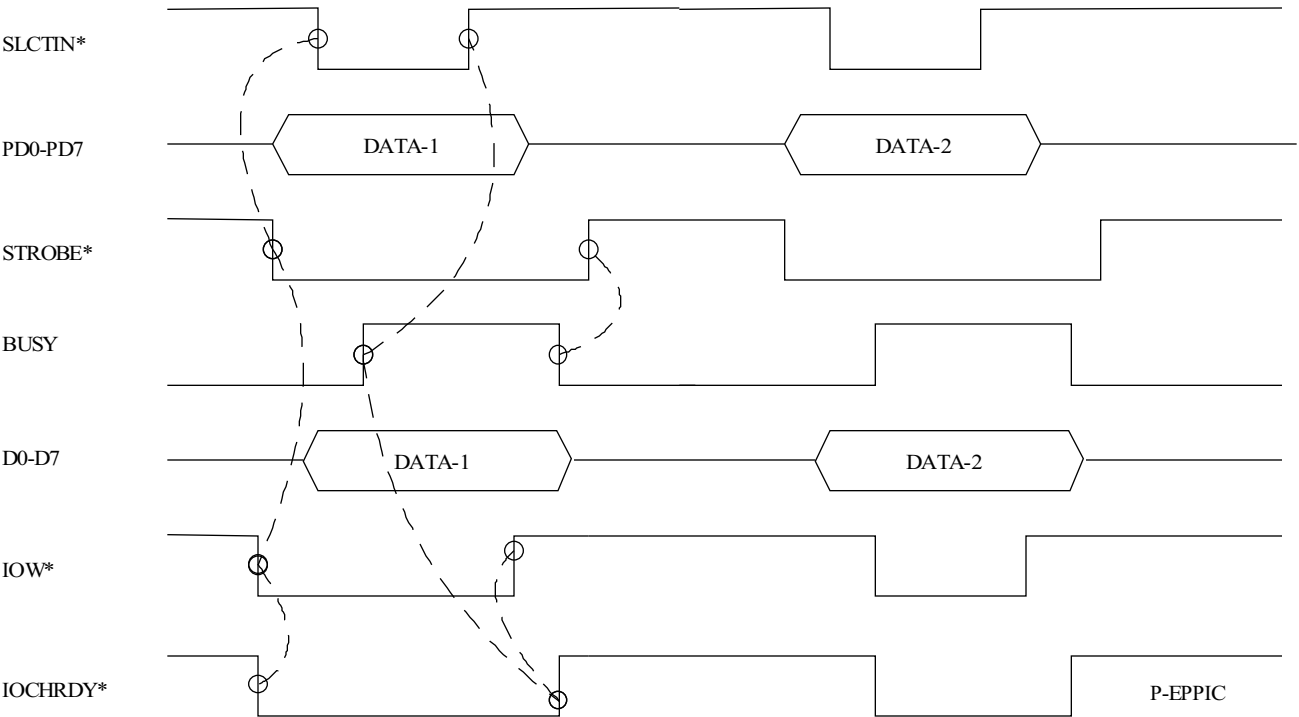 SLCTIN*
PD0-PD7 DATA-1 DATA-2
STROBE*
BUSY
D0-D7 DATA-1 DATA-2
IOW*
IOCHRDY* P-EPPIC